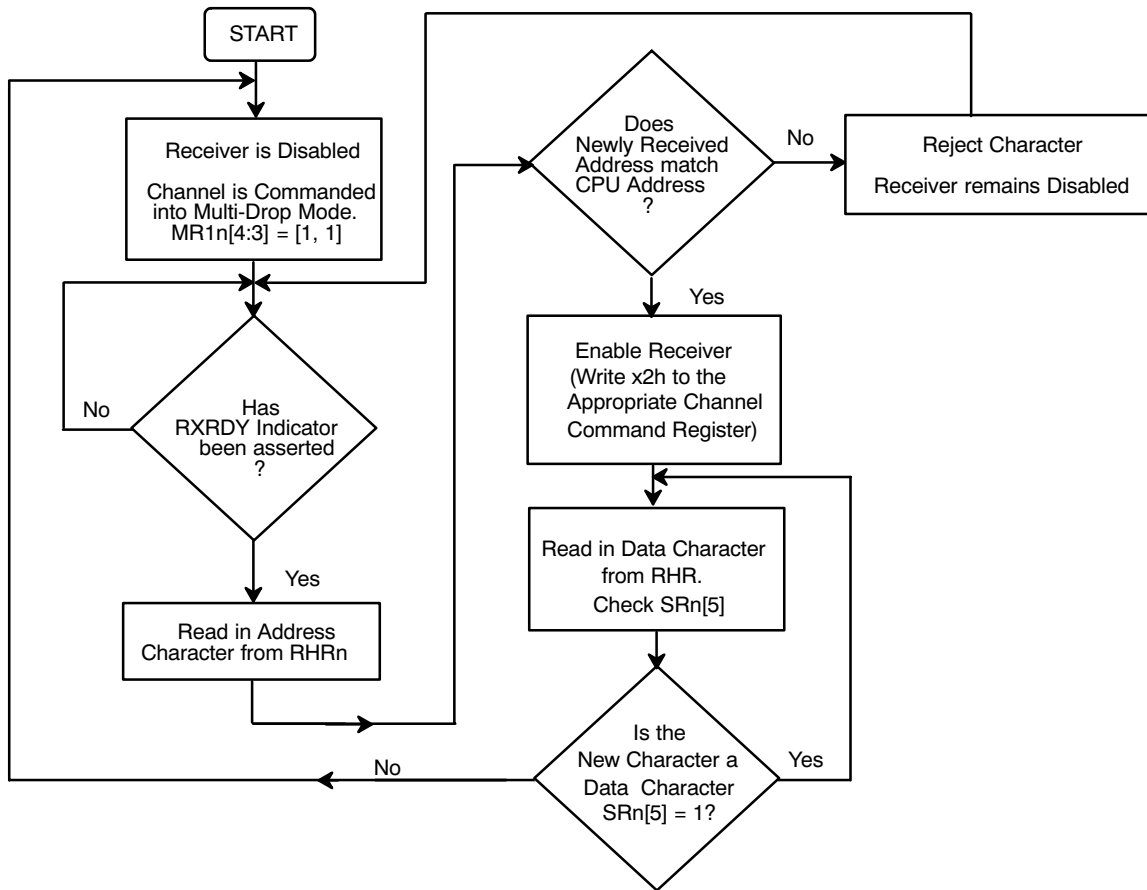 START
Receiver is Disabled
Channel is Commanded
into Multi-Drop Mode.
MR1n[4:3] = [1, 1]
No
Has
RXRDY Indicator
been asserted
?
Yes
Read in Address
Character from RHRn
Does
Newly Received
Address match
CPU Address
?
No
Reject Character
Receiver remains Disabled
Yes
Enable Receiver
(Write x2h to the
Appropriate Channel
Command Register)
Read in Data Character
from RHR.
Check SRn[5]
Is the
New Character a
Data Character
SRn[5] = 1?
Yes
No